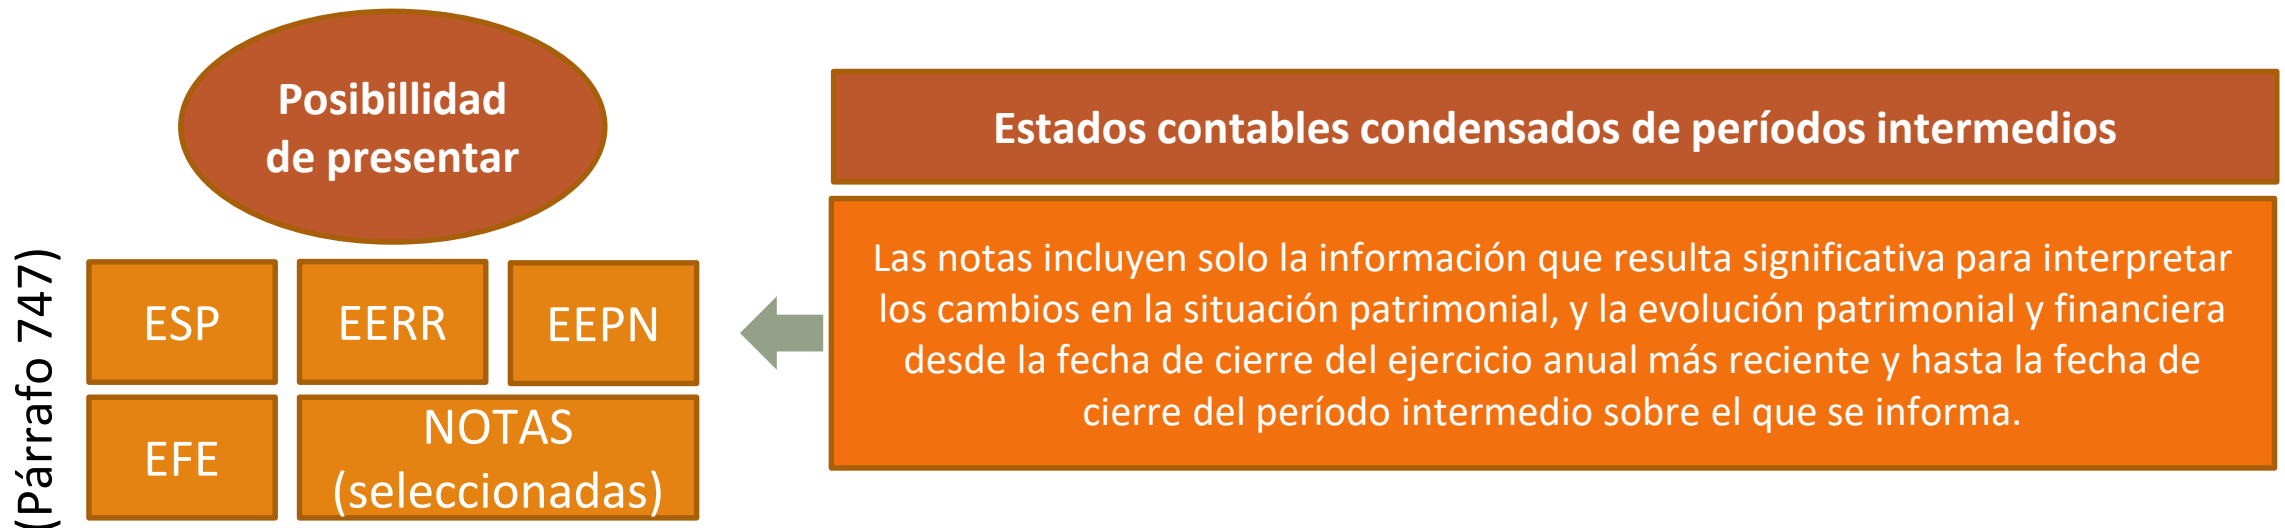 Posibillidad
de presentar
(Párrafo 747)
ESP
EERR
EEPN
EFE
NOTAS
(seleccionadas)
Estados contables condensados de períodos intermedios
Las notas incluyen solo la información que resulta significativa para interpretar
los cambios en la situación patrimonial, y la evolución patrimonial y financiera
desde la fecha de cierre del ejercicio anual más reciente y hasta la fecha de
cierre del período intermedio sobre el que se informa.